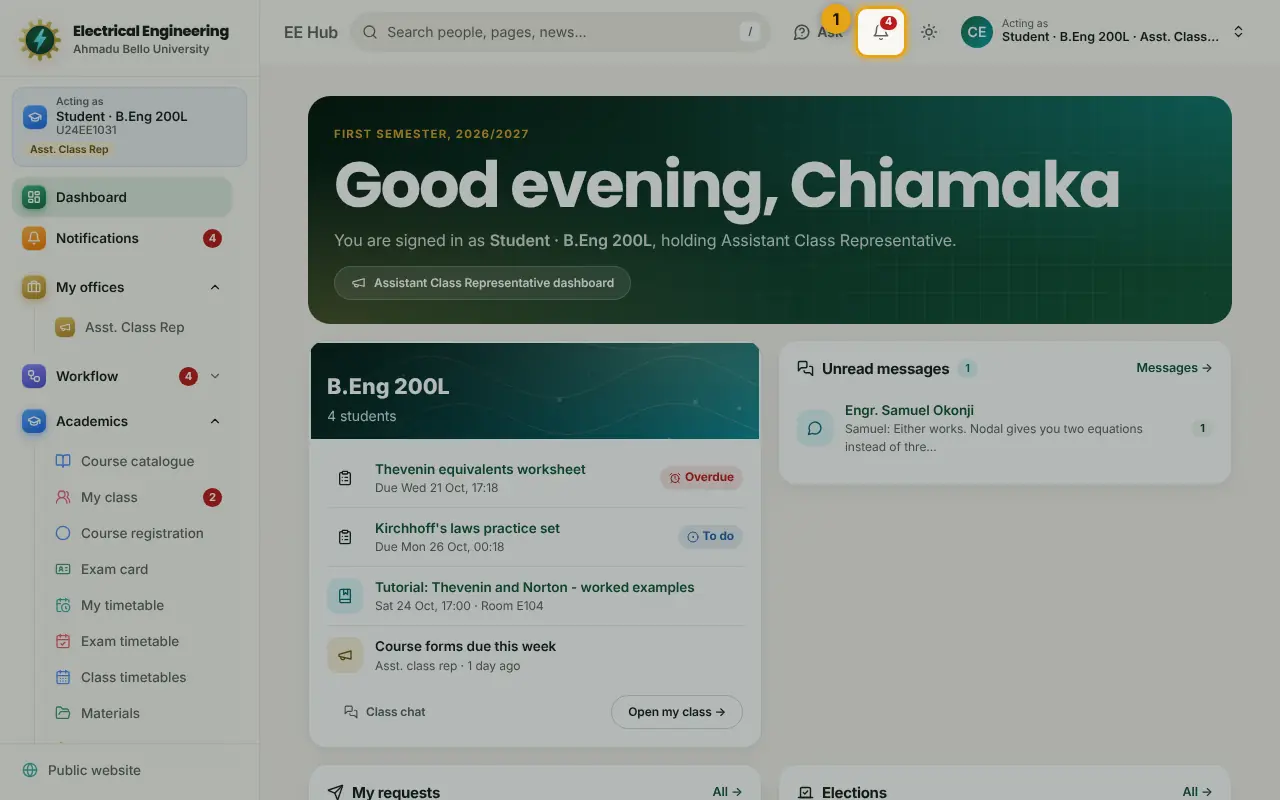 Electrical Engineering
Ahmadu Bello University
EE Hub
Search people, pages, news...
/
Ask
1
4
Acting as
CE
Student · B.Eng 200L · Asst. Class...
Acting as
Student · B.Eng 200L
U24EE1031
Asst. Class Rep
Dashboard
Notifications
4
My offices
Asst. Class Rep
Workflow
4
Academics
Course catalogue
My class
2
Course registration
Exam card
My timetable
Exam timetable
Class timetables
Materials
Public website
FIRST SEMESTER, 2026/2027
Good evening, Chiamaka
You are signed in as Student · B.Eng 200L, holding Assistant Class Representative.
Assistant Class Representative dashboard
B.Eng 200L
4 students
Thevenin equivalents worksheet
Due Wed 21 Oct, 17:18
Overdue
Kirchhoff's laws practice set
Due Mon 26 Oct, 00:18
To do
Tutorial: Thevenin and Norton - worked examples
Sat 24 Oct, 17:00 · Room E104
Course forms due this week
Asst. class rep · 1 day ago
Class chat
Open my class →
Unread messages
1
Messages →
Engr. Samuel Okonji
Samuel: Either works. Nodal gives you two equations
instead of thre...
1
My requests
All →
Elections
All →